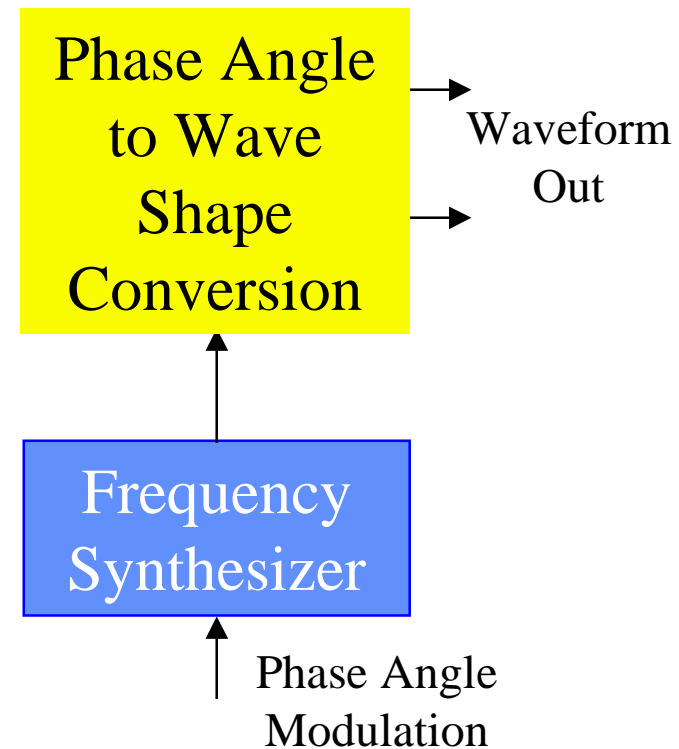 Phase Angle
to Wave
Shape
Conversion
Waveform
Out
Frequency
Synthesizer
Phase Angle
Modulation